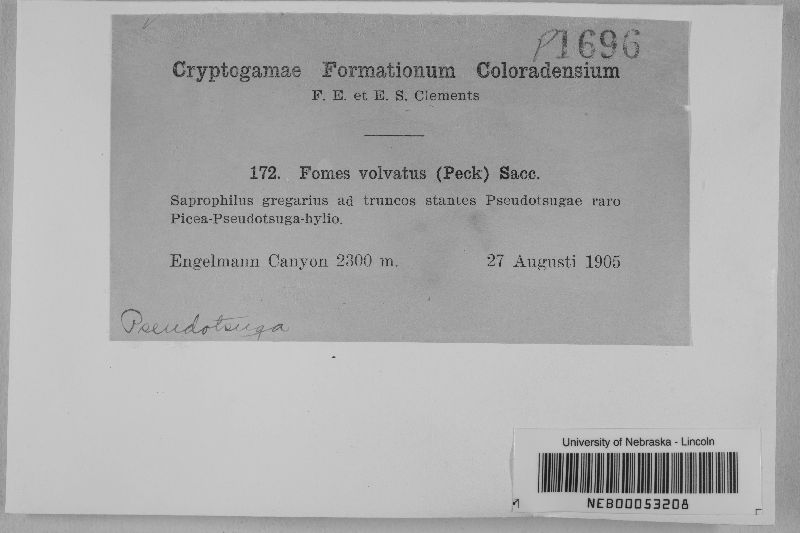 P1696
Cryptogamae Formationum Coloradensium
F. E. et E. S. Clements
172. Fomes volvatus (Peck) Sacc.
Saprophilus gregarius ad truncos stantes Pseudotsugae raro
Picea-Pseudotsuga-hylio.
Engelmann Canyon 2300 m. 27 Augusti 1905
Pseudotsuga
University of Nebraska - Lincoln
NEB00053208